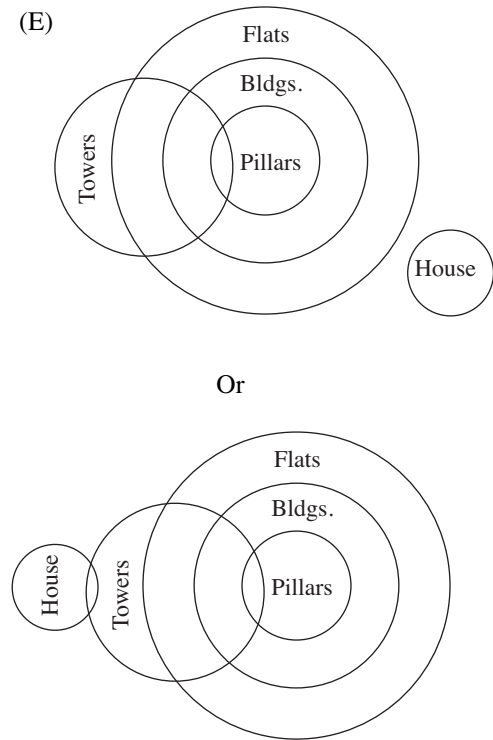 (E)
Flats
Bldgs.
Towers
Pillars
House
Or
Flats
Bldgs.
House
Towers
Pillars